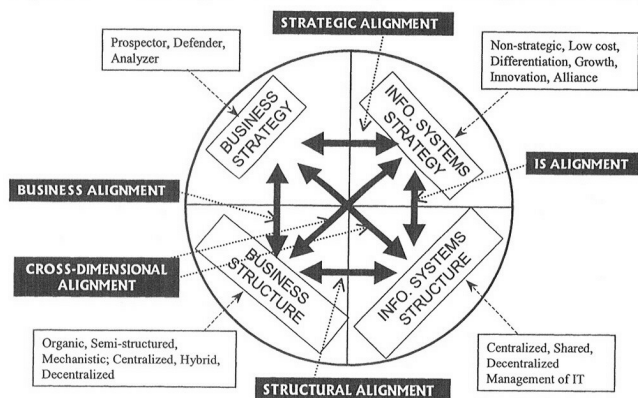 STRATEGIC ALIGNMENT
Prospector, Defender,
Analyzer
Non-strategic, Low cost,
Differentiation, Growth,
Innovation, Alliance
BUSINESS
STRATEGY
INFO. SYSTEMS
STRATEGY
IS ALIGNMENT
BUSINESS ALIGNMENT
CROSS-DIMENSIONAL
ALIGNMENT
BUSINESS
STRUCTURE
INFO. SYSTEMS
STRUCTURE
Organic, Semi-structured,
Mechanistic; Centralized, Hybrid,
Decentralized
Centralized, Shared,
Decentralized
Management of IT
STRUCTURAL ALIGNMENT